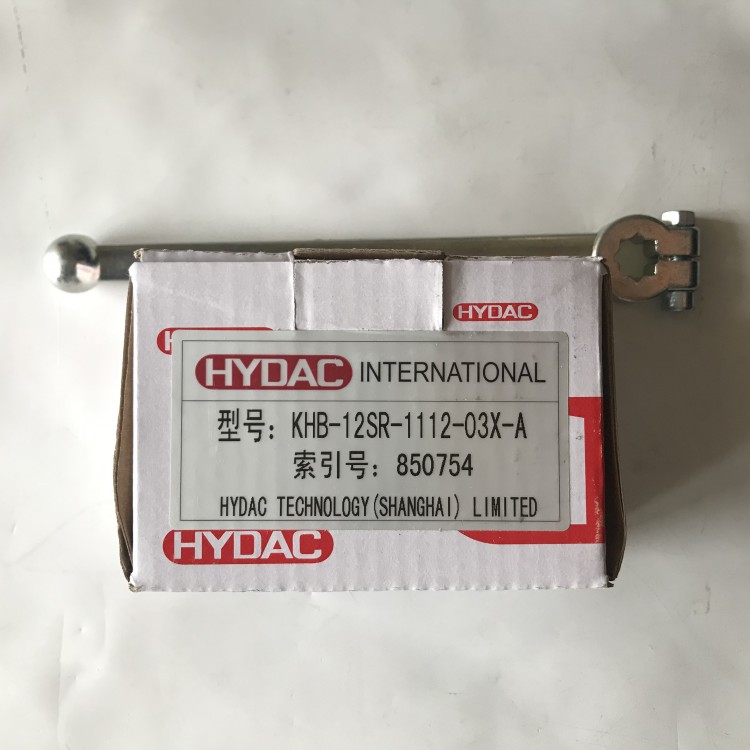 HYDAC
HYDAC INTERNATIONAL
型号: KHB-12SR-1112-03X-A
索引号: 850754
HYDAC TECHNOLOGY(SHANGHAI) LIMITED
HYDAC